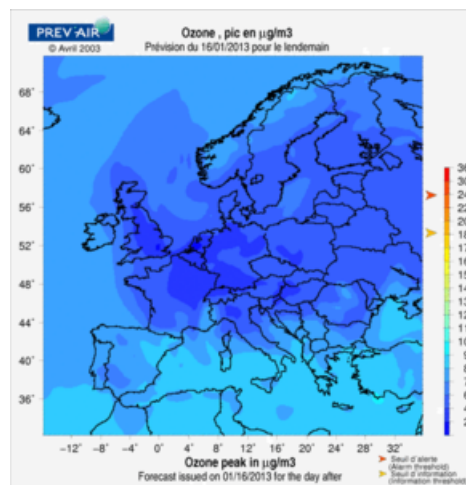 PREV'AIR
© Avril 2003
Ozone , pic en µg/m3
Prévision du 16/01/2013 pour le lendemain
68°
64°
60°
56°
52°
48°
44°
40°
36°
-12° -8° -4° 0° 4° 8° 12° 16° 20° 24° 28° 32°
Ozone peak in µg/m3
Forecast issued on 01/16/2013 for the day after
Seuil d'alerte
(Alarm threshold)
Seuil d'information
(Information threshold)